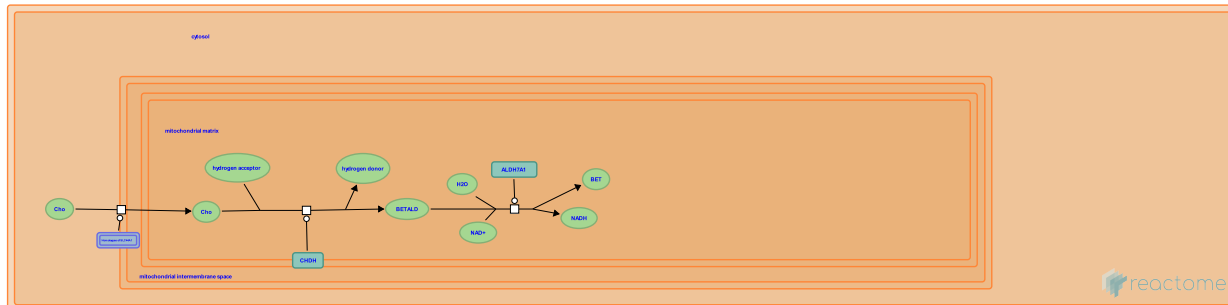 cytosol
mitochondrial matrix
hydrogen acceptor
hydrogen donor
ALDH7A1
H2O
BET
Cho
Cho
BETALD
NADH
NAD+
CHDH
mitochondrial intermembrane space
reactome